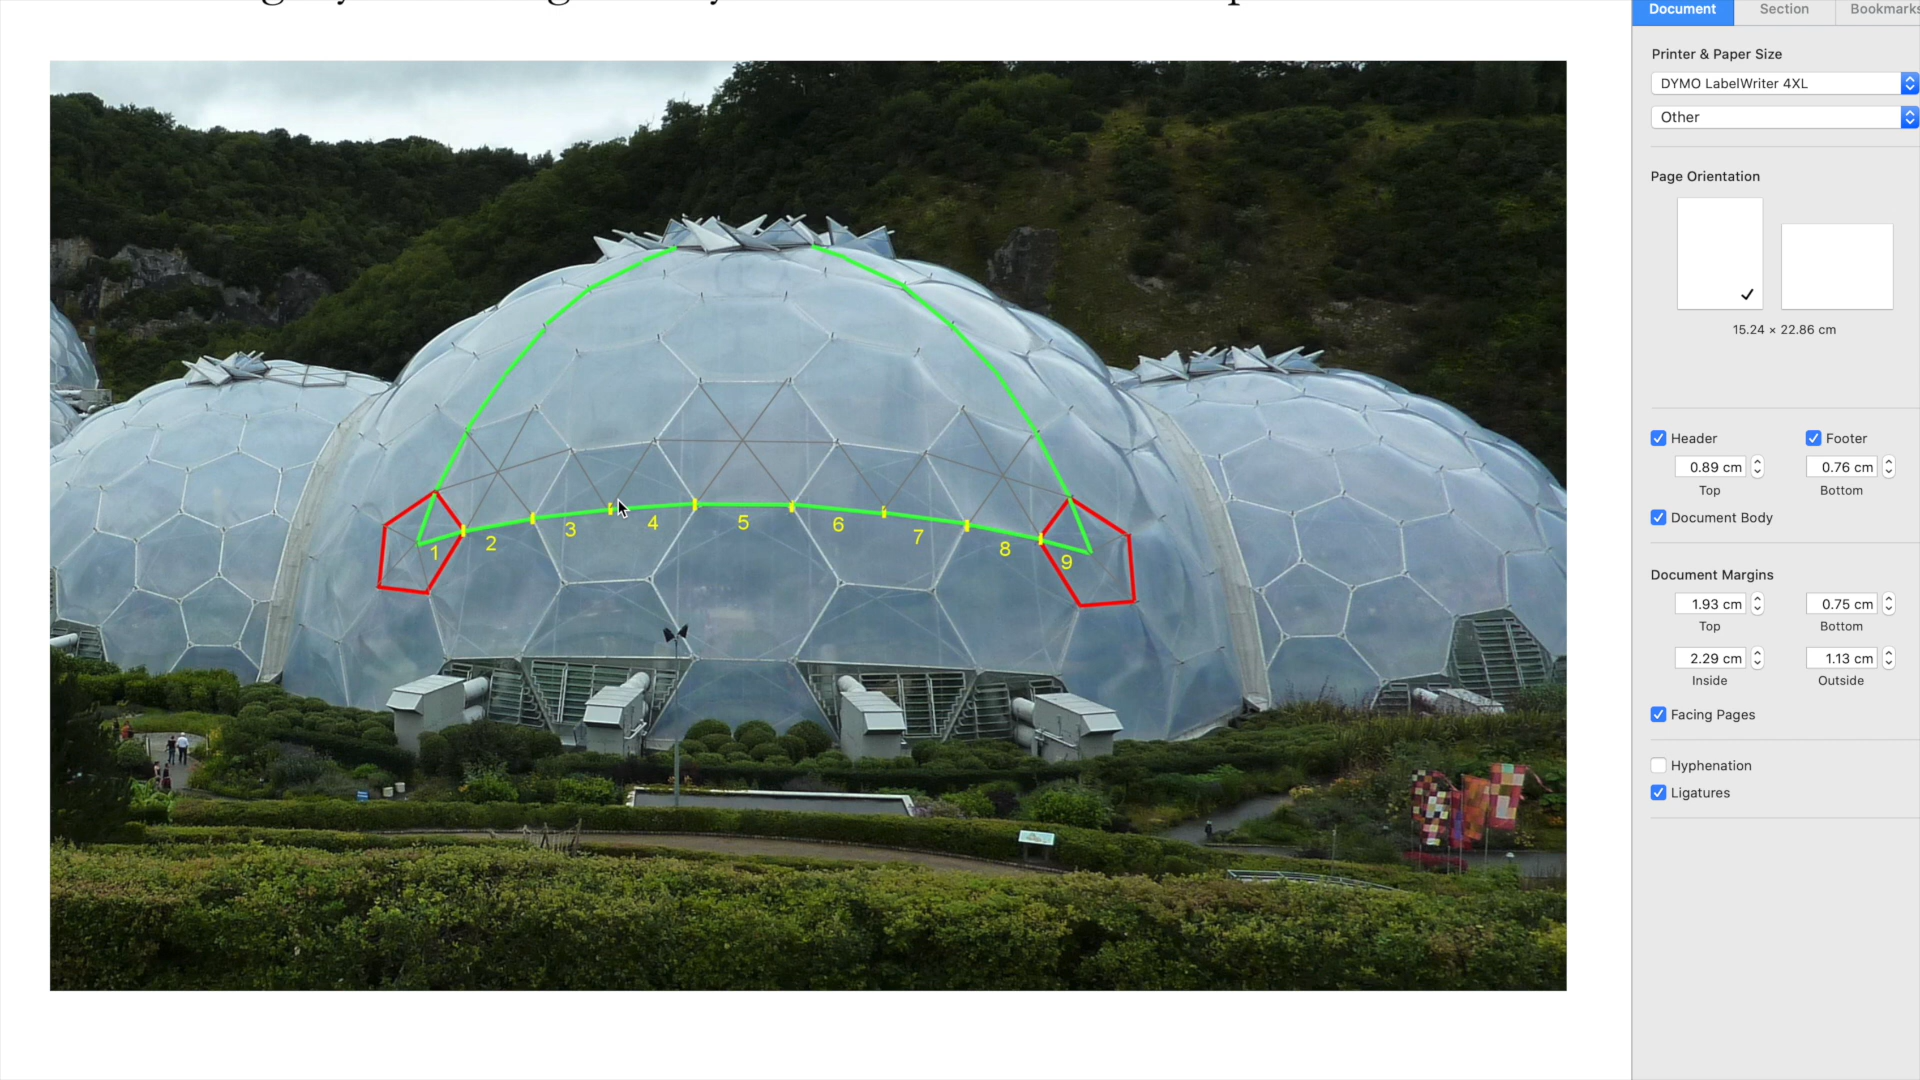 Document Section Bookmarks
Printer & Paper Size
DYMO LabelWriter 4XL
Other
Page Orientation
15.24 × 22.86 cm
Header
Footer
0.89 cm
0.76 cm
Top
Bottom
Document Body
Document Margins
1.93 cm
0.75 cm
Top
Bottom
2.29 cm
1.13 cm
Inside
Outside
Facing Pages
Hyphenation
Ligatures
1
2
3
4
5
6
7
8
9